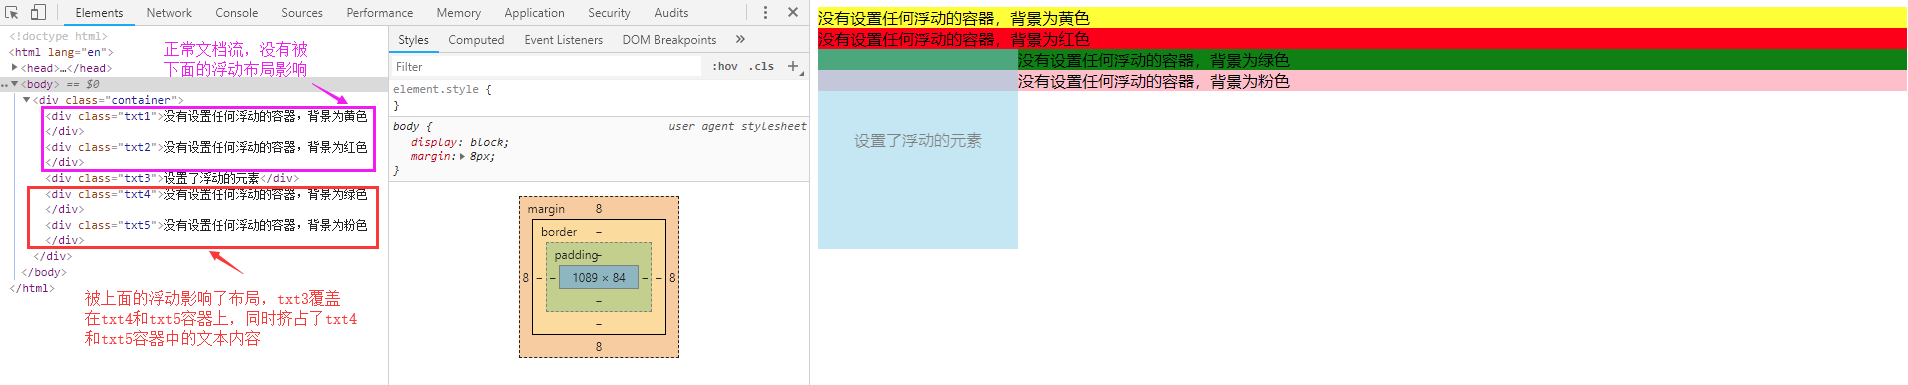 Elements Network Console Sources Performance Memory Application Security Audits
<!doctype html>
<html lang="en">
<head>…</head>
<body> == $0
<div class="container">
<div class="txt1">没有设置任何浮动的容器，背景为黄色
</div>
<div class="txt2">没有设置任何浮动的容器，背景为红色
</div>
<div class="txt3">设置了浮动的元素</div>
<div class="txt4">没有设置任何浮动的容器，背景为绿色
</div>
<div class="txt5">没有设置任何浮动的容器，背景为粉色
</div>
</div>
</body>
</html>
正常文档流，没有被
下面的浮动布局影响
被上面的浮动影响了布局，txt3覆盖
在txt4和txt5容器上，同时挤占了txt4
和txt5容器中的文本内容
Styles Computed Event Listeners DOM Breakpoints »
Filter :hov .cls +
element.style {
}
body { user agent stylesheet
display: block;
margin: 8px;
}
margin 8
border –
padding –
8 – – 1089 × 84 – – 8
–
–
8
没有设置任何浮动的容器，背景为黄色
没有设置任何浮动的容器，背景为红色
没有设置任何浮动的容器，背景为绿色
没有设置任何浮动的容器，背景为粉色
设置了浮动的元素